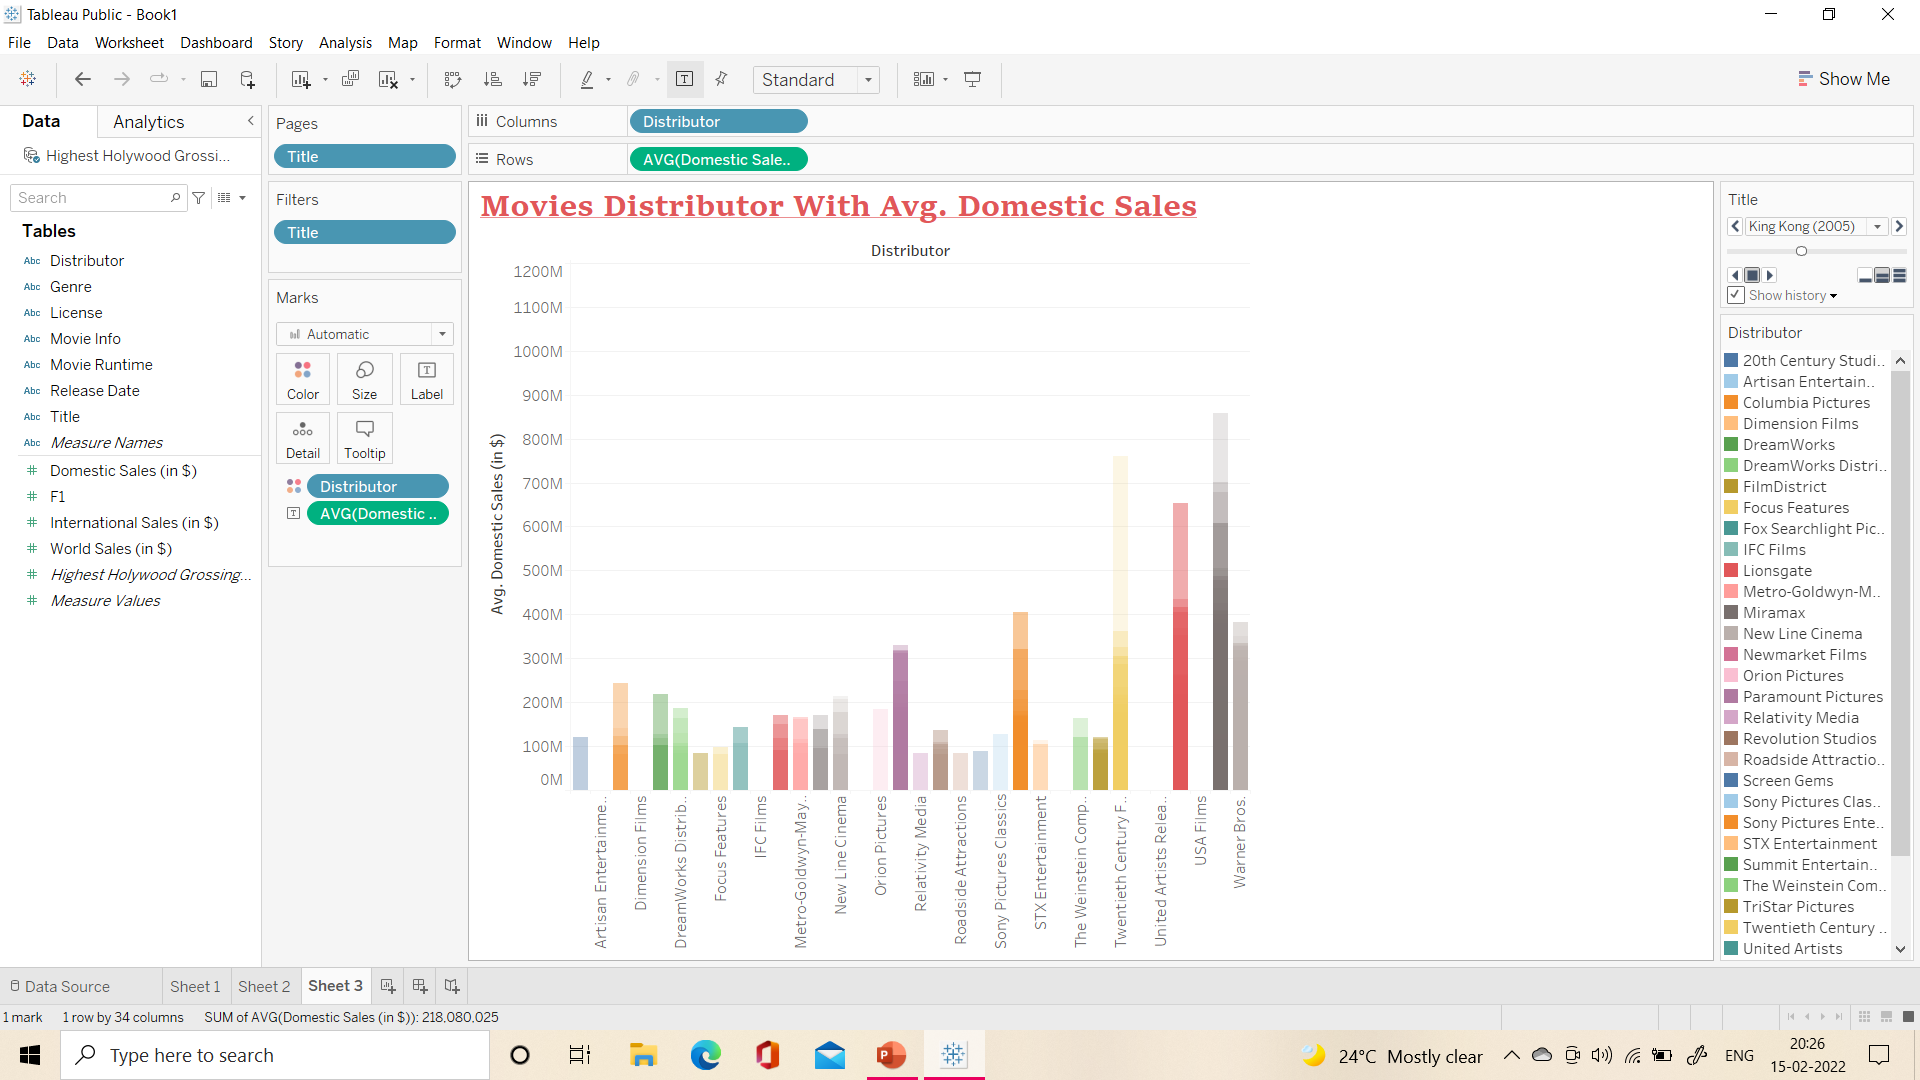 Tableau Public - Book1
File Data Worksheet Dashboard Story Analysis Map Format Window Help
Standard
Show Me
Data Analytics
Highest Holywood Grossi...
Search
Tables
Abc Distributor
Abc Genre
Abc License
Abc Movie Info
Abc Movie Runtime
Abc Release Date
Abc Title
Abc Measure Names
# Domestic Sales (in $)
# F1
# International Sales (in $)
# World Sales (in $)
# Highest Holywood Grossing...
# Measure Values
Pages
Title
Filters
Title
Marks
Automatic
Color Size Label
Detail Tooltip
Distributor
AVG(Domestic ..
Columns Distributor
Rows AVG(Domestic Sale..
Movies Distributor With Avg. Domestic Sales
Distributor
Avg. Domestic Sales (in $)
1200M
1100M
1000M
900M
800M
700M
600M
500M
400M
300M
200M
100M
0M
Artisan Entertainme..
Dimension Films
DreamWorks Distrib..
Focus Features
IFC Films
Metro-Goldwyn-May..
New Line Cinema
Orion Pictures
Relativity Media
Roadside Attractions
Sony Pictures Classics
STX Entertainment
The Weinstein Comp..
Twentieth Century F..
United Artists Relea..
USA Films
Warner Bros.
Title
King Kong (2005)
Show history
Distributor
20th Century Studi..
Artisan Entertain..
Columbia Pictures
Dimension Films
DreamWorks
DreamWorks Distri..
FilmDistrict
Focus Features
Fox Searchlight Pic..
IFC Films
Lionsgate
Metro-Goldwyn-M..
Miramax
New Line Cinema
Newmarket Films
Orion Pictures
Paramount Pictures
Relativity Media
Revolution Studios
Roadside Attractio..
Screen Gems
Sony Pictures Clas..
Sony Pictures Ente..
STX Entertainment
Summit Entertain..
The Weinstein Com..
TriStar Pictures
Twentieth Century ..
United Artists
Data Source Sheet 1 Sheet 2 Sheet 3
1 mark 1 row by 34 columns SUM of AVG(Domestic Sales (in $)): 218,080,025
Type here to search
24°C Mostly clear
ENG
20:26
15-02-2022